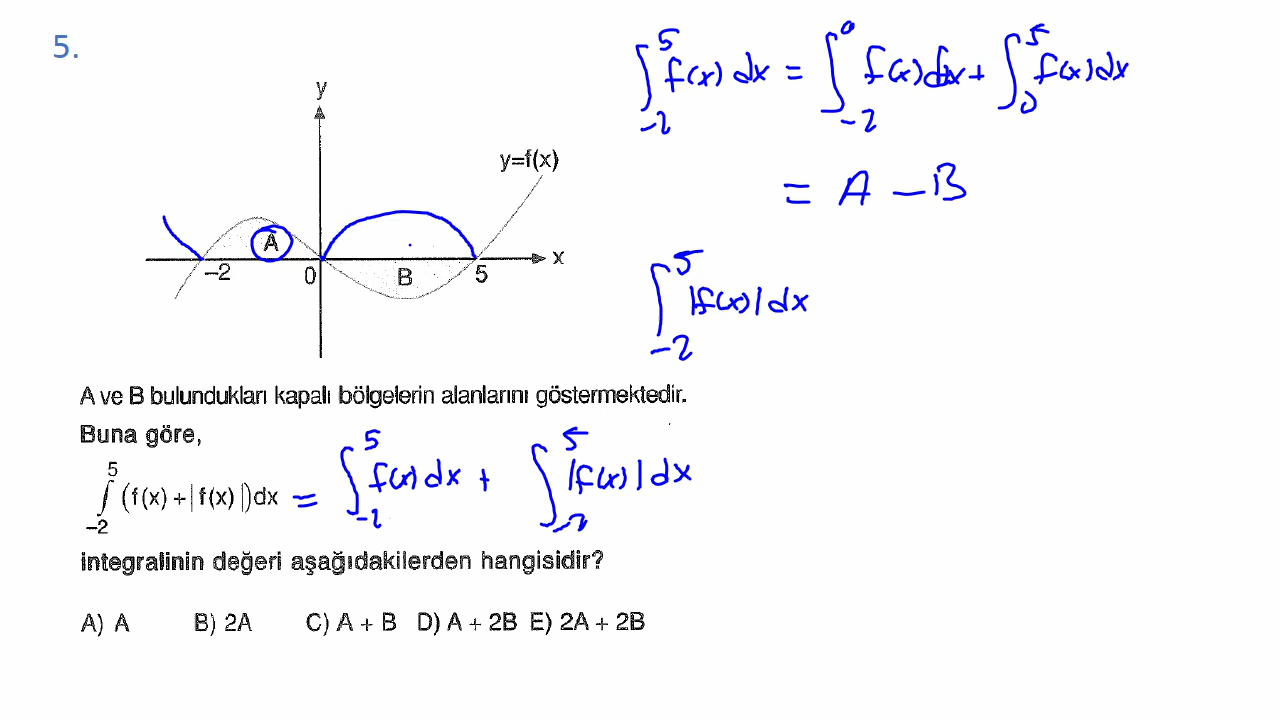 5.
∫_{-2}^{5} f(x) dx = ∫_{-2}^{0} f(x) dx + ∫_{0}^{5} f(x) dx
= A - B
y
y=f(x)
A
x
-2
0
B
5
∫_{-2}^{5} |f(x)| dx
A ve B bulundukları kapalı bölgelerin alanlarını göstermektedir.
Buna göre,
∫_{-2}^{5} (f(x) + | f(x) |) dx = ∫_{-2}^{5} f(x) dx + ∫_{-2}^{5} |f(x)| dx
integralinin değeri aşağıdakilerden hangisidir?
A) A B) 2A C) A + B D) A + 2B E) 2A + 2B